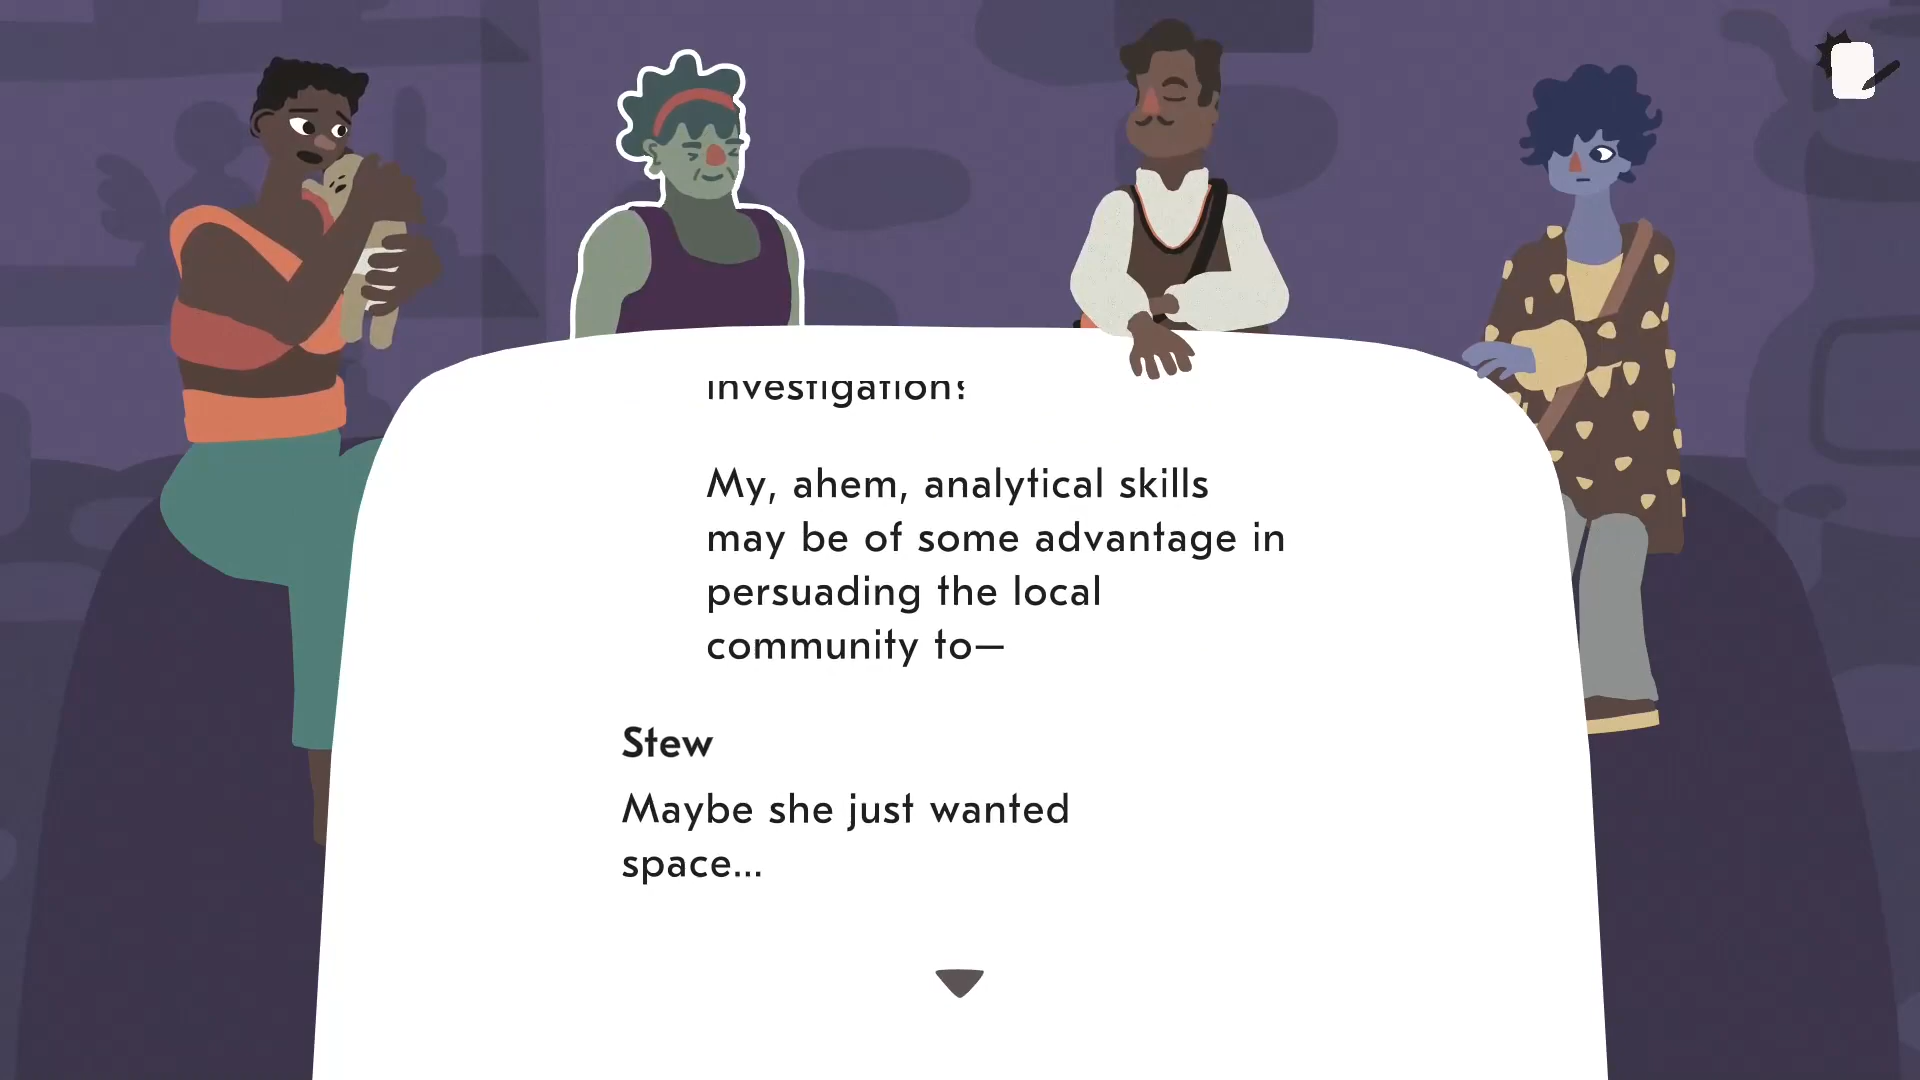 investigations
My, ahem, analytical skills
may be of some advantage in
persuading the local
community to—
Stew
Maybe she just wanted
space...